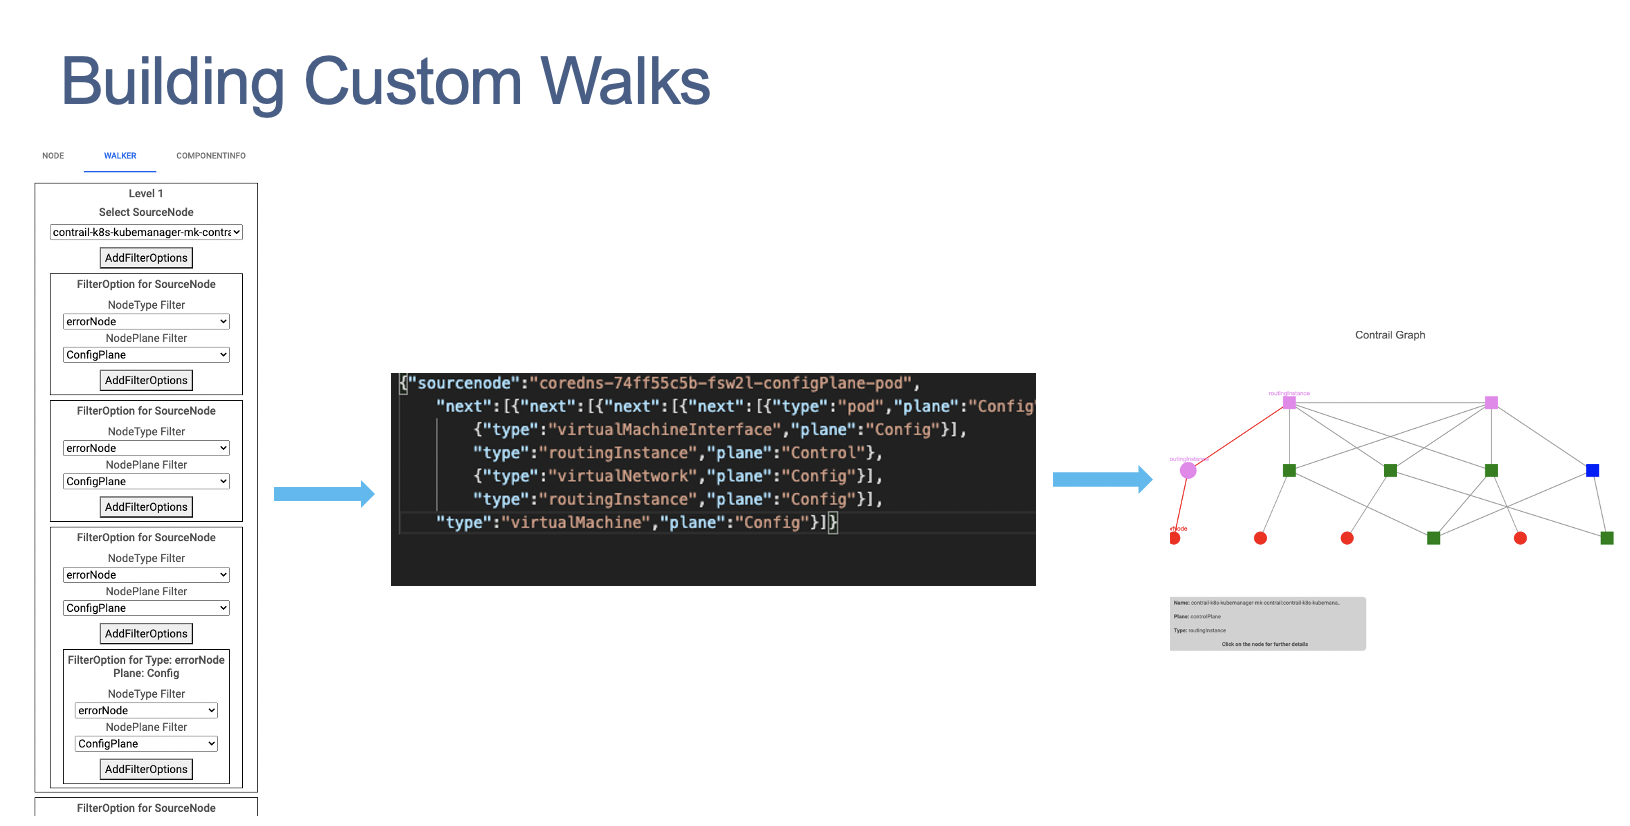 Building Custom Walks
NODE
WALKER
COMPONENTINFO
Level 1
Select SourceNode
contrail-k8s-kubemanager-mk-contra
AddFilterOptions
FilterOption for SourceNode
NodeType Filter
errorNode
NodePlane Filter
ConfigPlane
AddFilterOptions
FilterOption for SourceNode
NodeType Filter
errorNode
NodePlane Filter
ConfigPlane
AddFilterOptions
FilterOption for SourceNode
NodeType Filter
errorNode
NodePlane Filter
ConfigPlane
AddFilterOptions
FilterOption for Type: errorNode
Plane: Config
NodeType Filter
errorNode
NodePlane Filter
ConfigPlane
AddFilterOptions
FilterOption for SourceNode
{"sourcenode":"coredns-74ff55c5b-fsw2l-configPlane-pod",
"next":[{"next":[{"next":[{"next":[{"type":"pod","plane":"Config"
{"type":"virtualMachineInterface","plane":"Config"}],
"type":"routingInstance","plane":"Control"},
{"type":"virtualNetwork","plane":"Config"}],
"type":"routingInstance","plane":"Config"}],
"type":"virtualMachine","plane":"Config"}]}
Contrail Graph
routingInstance
routingInstance
Name: contrail-k8s-kubemanager-mk-contrail:contrail-k8s-kubemana..
Plane: controlPlane
Type: routingInstance
Click on the node for further details